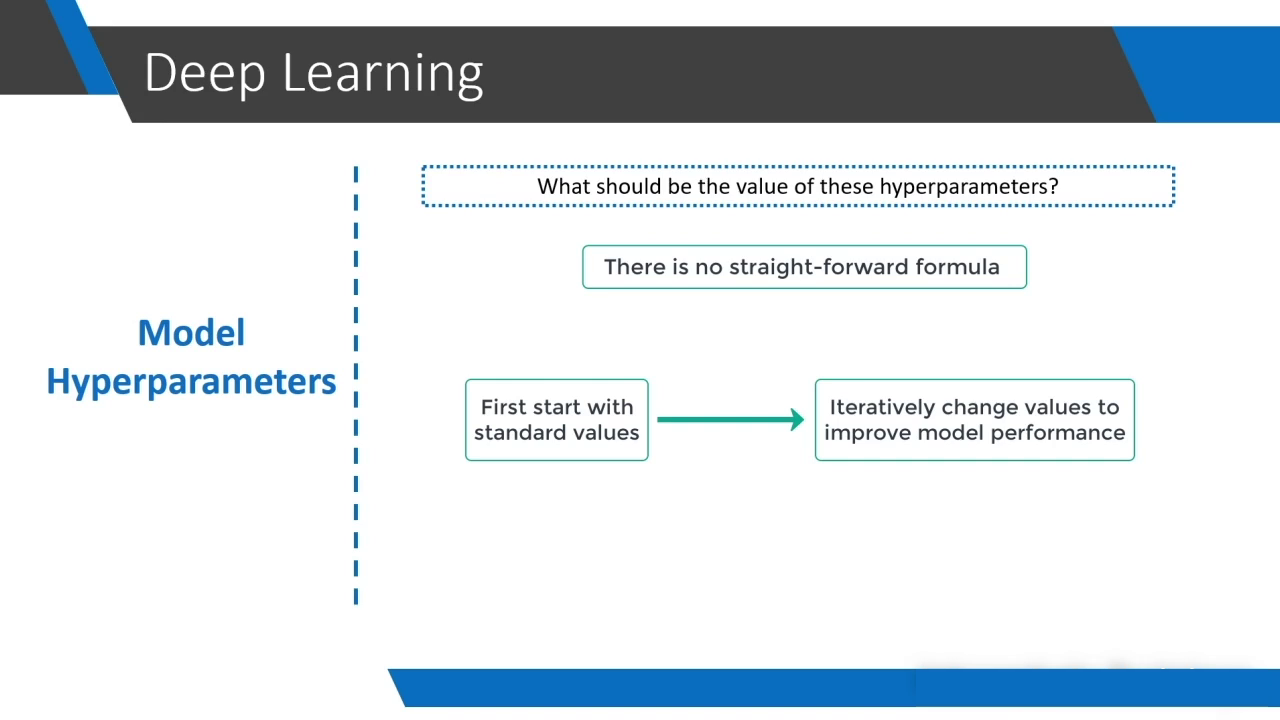 Deep Learning
What should be the value of these hyperparameters?
There is no straight-forward formula
Model
Hyperparameters
First start with
standard values
Iteratively change values to
improve model performance